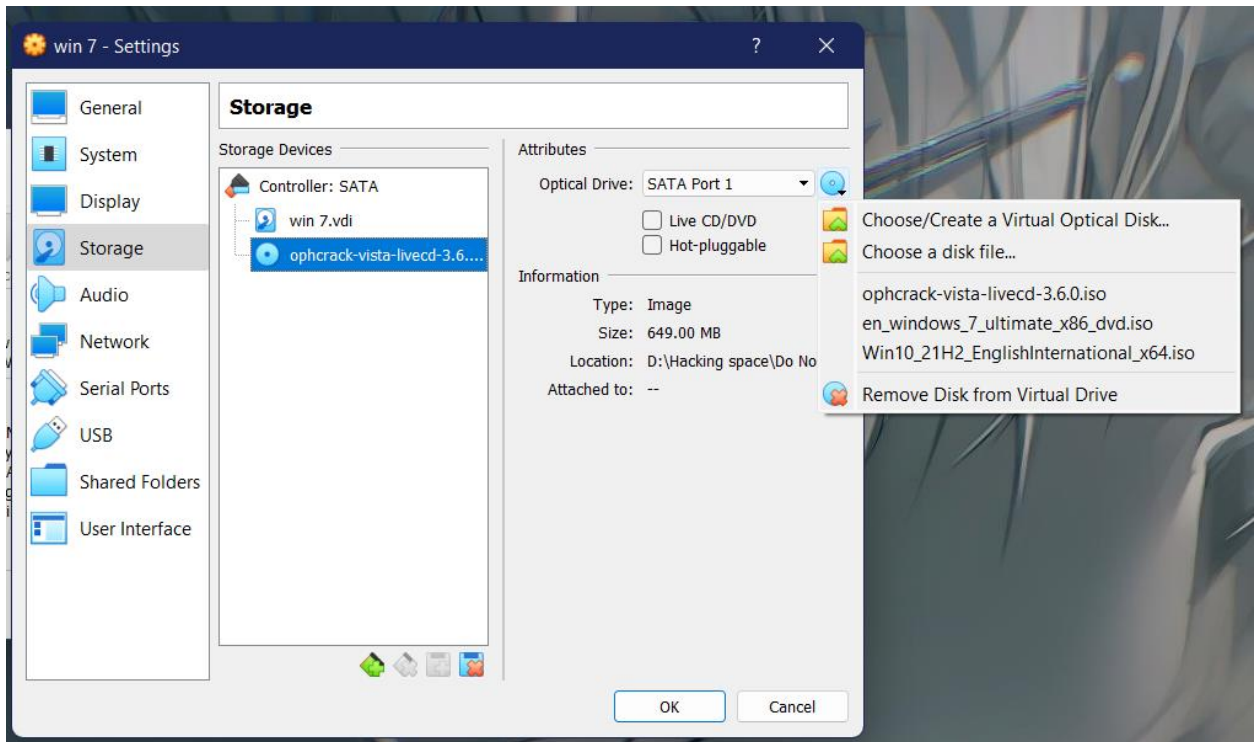 win 7 - Settings
?
General
System
Display
Storage
Audio
Network
Serial Ports
USB
Shared Folders
User Interface
Storage
Storage Devices
Controller: SATA
win 7.vdi
ophcrack-vista-livecd-3.6....
Attributes
Optical Drive: SATA Port 1
Live CD/DVD
Hot-pluggable
Information
Type: Image
Size: 649.00 MB
Location: D:\Hacking space\Do No
Attached to: --
Choose/Create a Virtual Optical Disk...
Choose a disk file...
ophcrack-vista-livecd-3.6.0.iso
en_windows_7_ultimate_x86_dvd.iso
Win10_21H2_EnglishInternational_x64.iso
Remove Disk from Virtual Drive
OK
Cancel